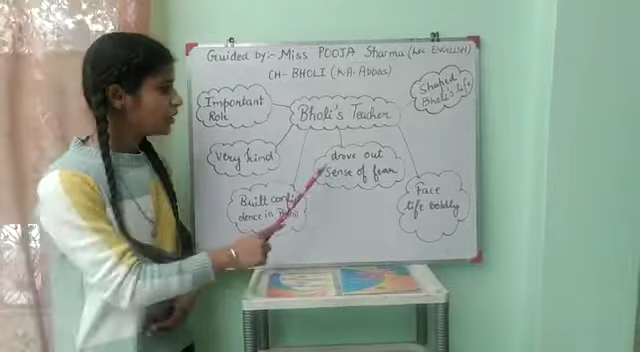 Guided by:- Miss POOJA Sharma (Lec ENGLISH)
CH- BHOLI (K.A. Abbas)
Important
Role
Bholi's Teacher
Shaped
Bholi's life
Very kind
drove out
sense of fear
Built confi
dence in Bholi
Face
life boldly